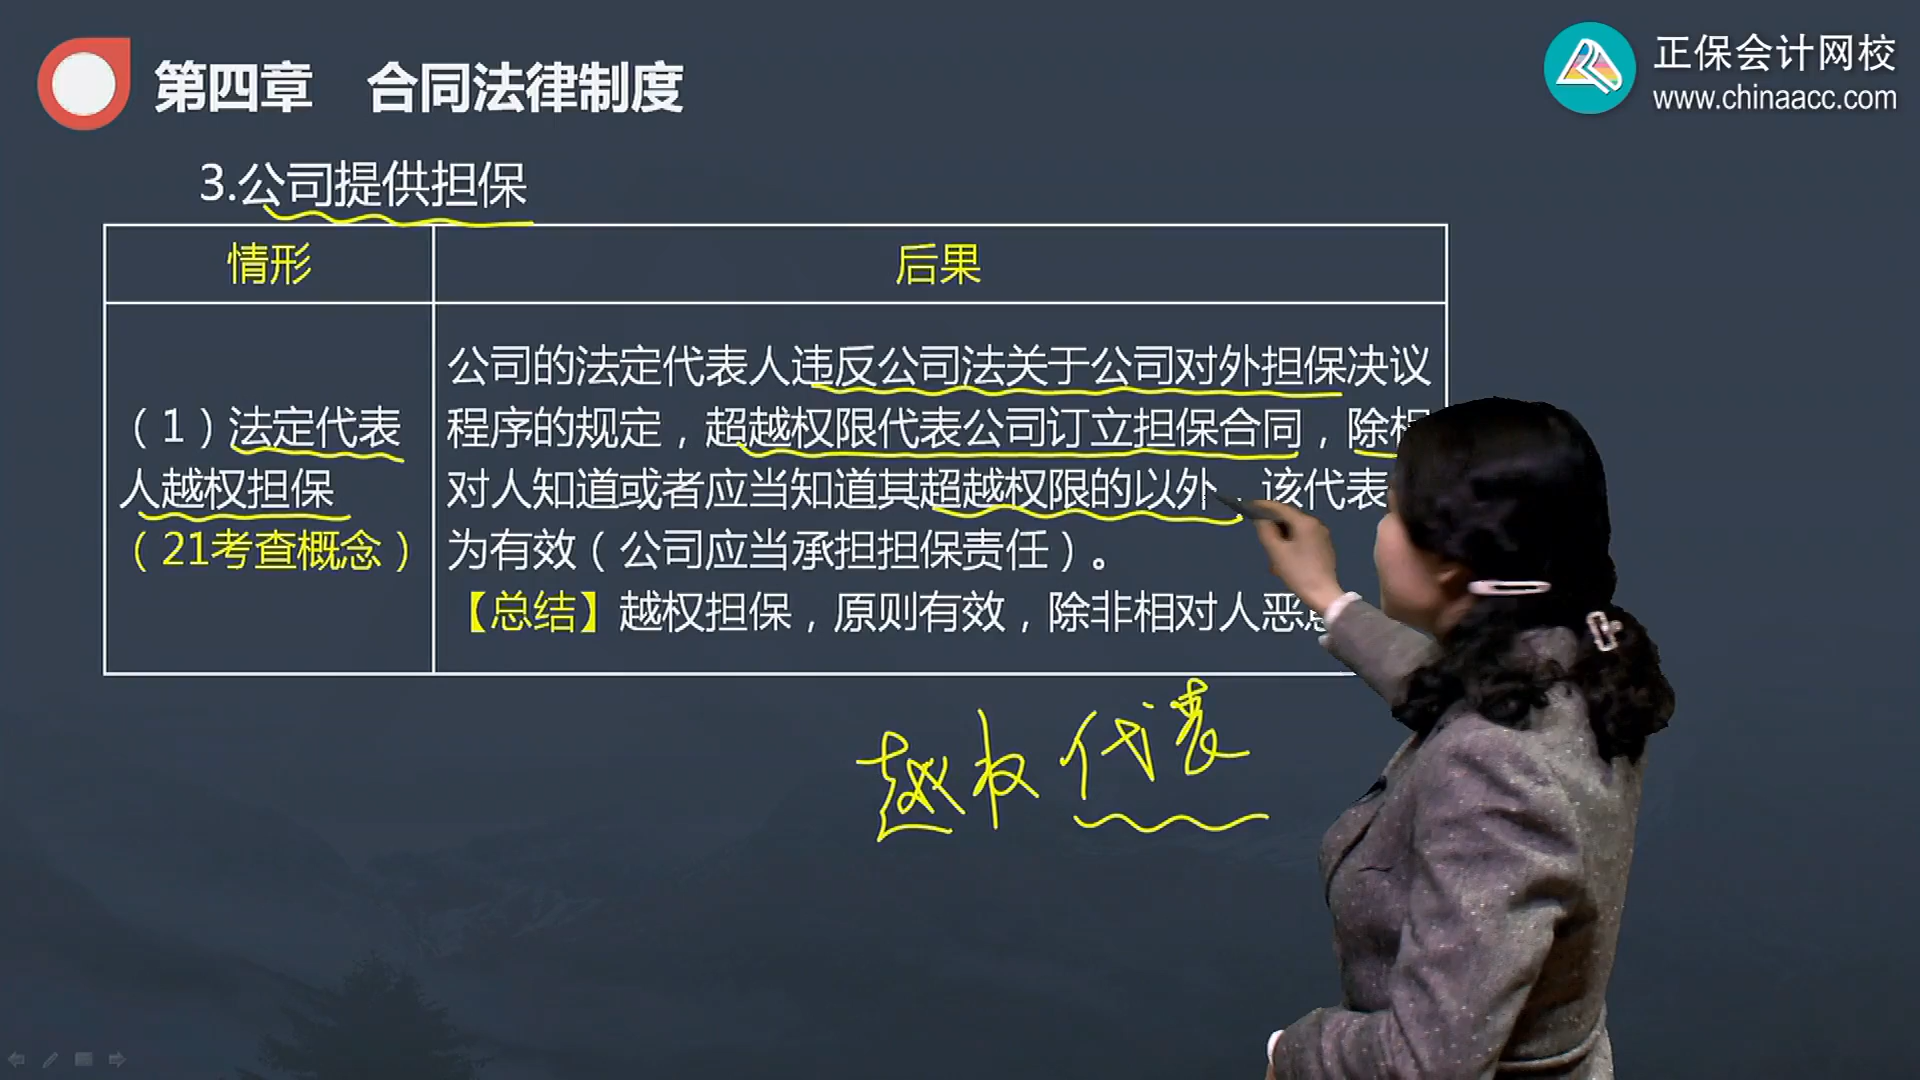 第四章 合同法律制度
正保会计网校
www.chinaacc.com
3.公司提供担保
情形
后果
（1）法定代表
人越权担保
（21考查概念）
公司的法定代表人违反公司法关于公司对外担保决议
程序的规定，超越权限代表公司订立担保合同，除相
对人知道或者应当知道其超越权限的以外，该代表
为有效（公司应当承担担保责任）。
【总结】越权担保，原则有效，除非相对人恶意
越权代表